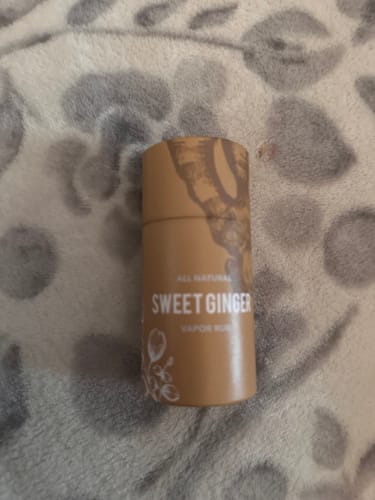 ALL NATURAL
SWEET GINGER
VAPOR RUB